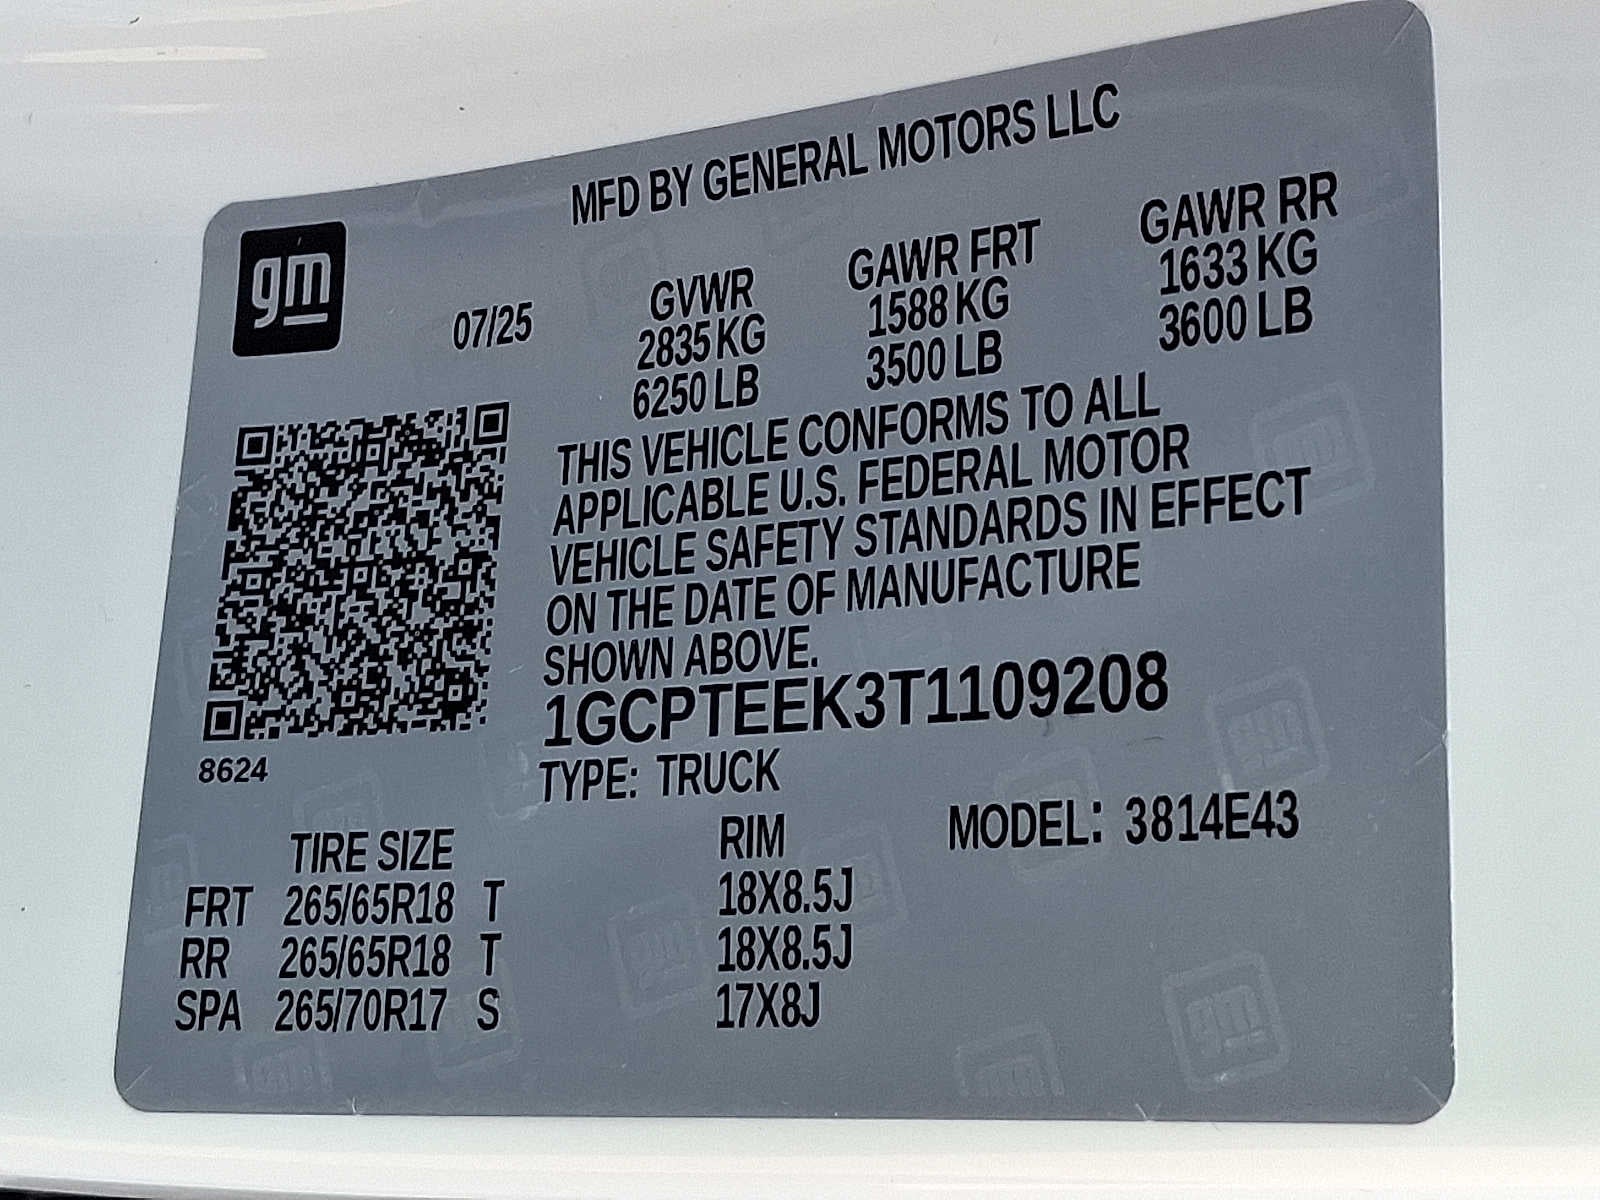 MFD BY GENERAL MOTORS LLC
gm
07/25
GVWR GAWR FRT GAWR RR
2835 KG 1588 KG 1633 KG
6250 LB 3500 LB 3600 LB
THIS VEHICLE CONFORMS TO ALL
APPLICABLE U.S. FEDERAL MOTOR
VEHICLE SAFETY STANDARDS IN EFFECT
ON THE DATE OF MANUFACTURE
SHOWN ABOVE.
1GCPTEEK3T1109208
8624
TYPE: TRUCK
MODEL: 3814E43
TIRE SIZE RIM
FRT 265/65R18 T 18X8.5J
RR 265/65R18 T 18X8.5J
SPA 265/70R17 S 17X8J